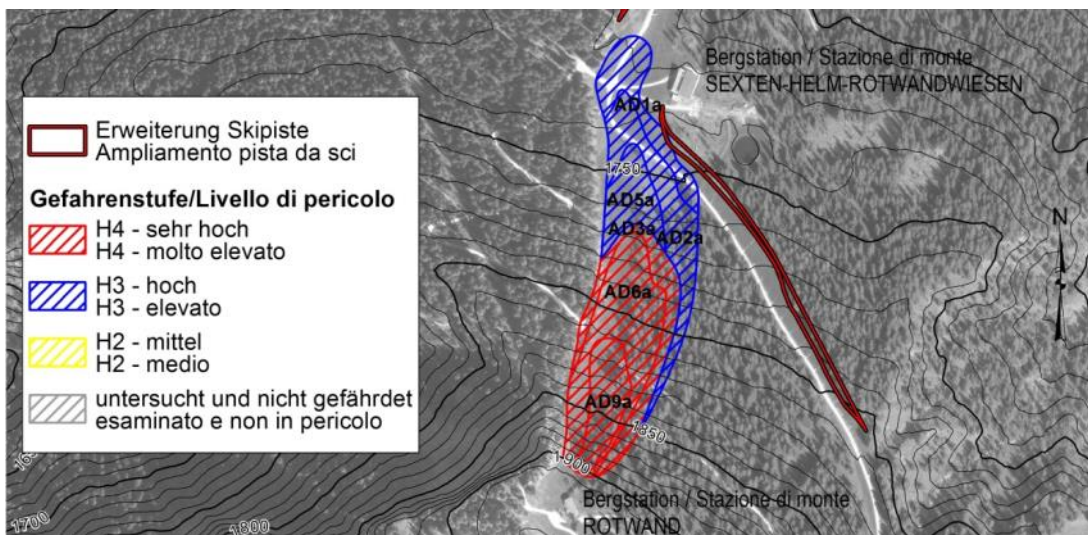 Bergstation / Stazione di monte
SEXTEN-HELM-ROTWANDWIESEN
Erweiterung Skipiste
Ampliamento pista da sci
Gefahrenstufe/Livello di pericolo
H4 - sehr hoch
H4 - molto elevato
H3 - hoch
H3 - elevato
H2 - mittel
H2 - medio
untersucht und nicht gefährdet
esaminato e non in pericolo
AD1a
1750
AD5a
AD3a
AD2a
N
AD6a
AD9a
1850
1900
1700
1800
Bergstation / Stazione di monte
ROTWAND